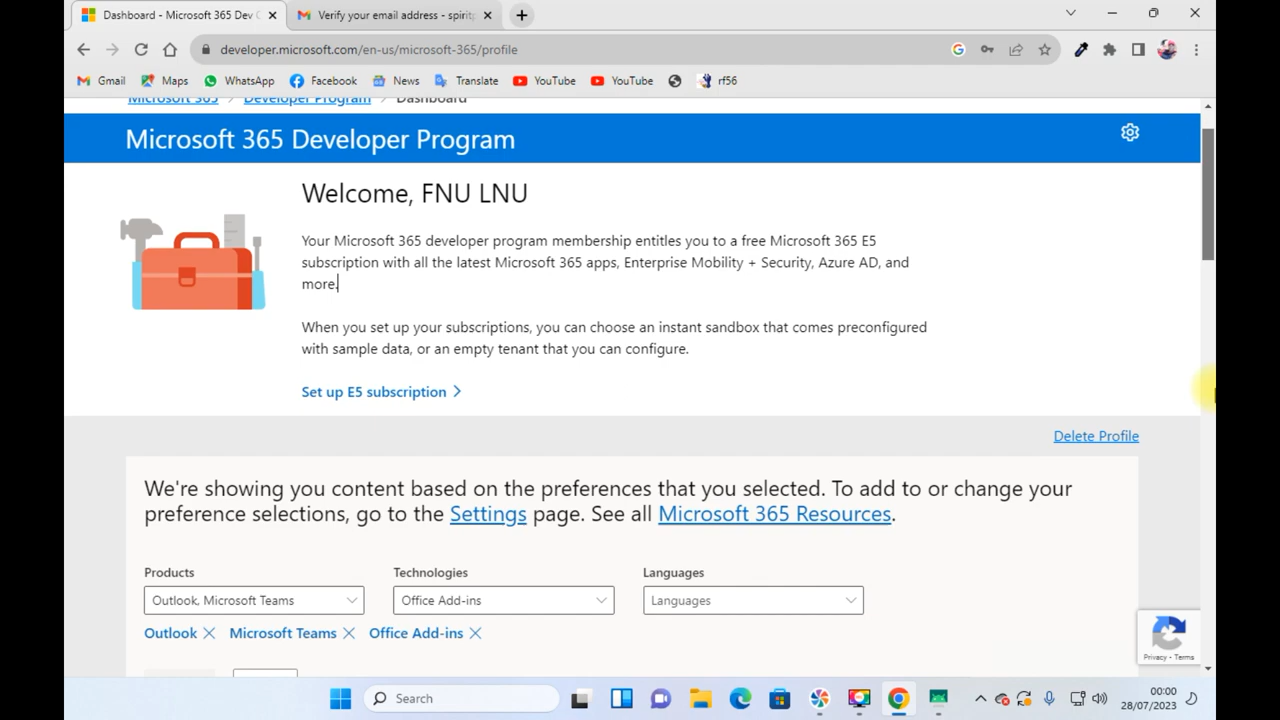 Dashboard - Microsoft 365 Dev C
Verify your email address - spirit
developer.microsoft.com/en-us/microsoft-365/profile
Gmail Maps WhatsApp Facebook News Translate YouTube YouTube rf56
Microsoft 365 Developer Program Dashboard
Microsoft 365 Developer Program
Welcome, FNU LNU
Your Microsoft 365 developer program membership entitles you to a free Microsoft 365 E5
subscription with all the latest Microsoft 365 apps, Enterprise Mobility + Security, Azure AD, and
more.
When you set up your subscriptions, you can choose an instant sandbox that comes preconfigured
with sample data, or an empty tenant that you can configure.
Set up E5 subscription
Delete Profile
We're showing you content based on the preferences that you selected. To add to or change your
preference selections, go to the Settings page. See all Microsoft 365 Resources.
Products Technologies Languages
Outlook, Microsoft Teams Office Add-ins Languages
Outlook Microsoft Teams Office Add-ins
Privacy - Terms
Search
00:00
28/07/2023